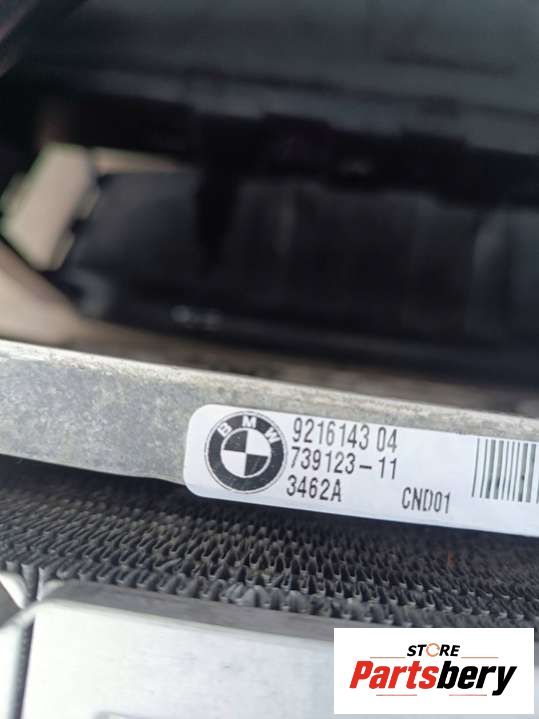 BMW
9216143 04
739123-11
3462A CND01
STORE
Partsbery